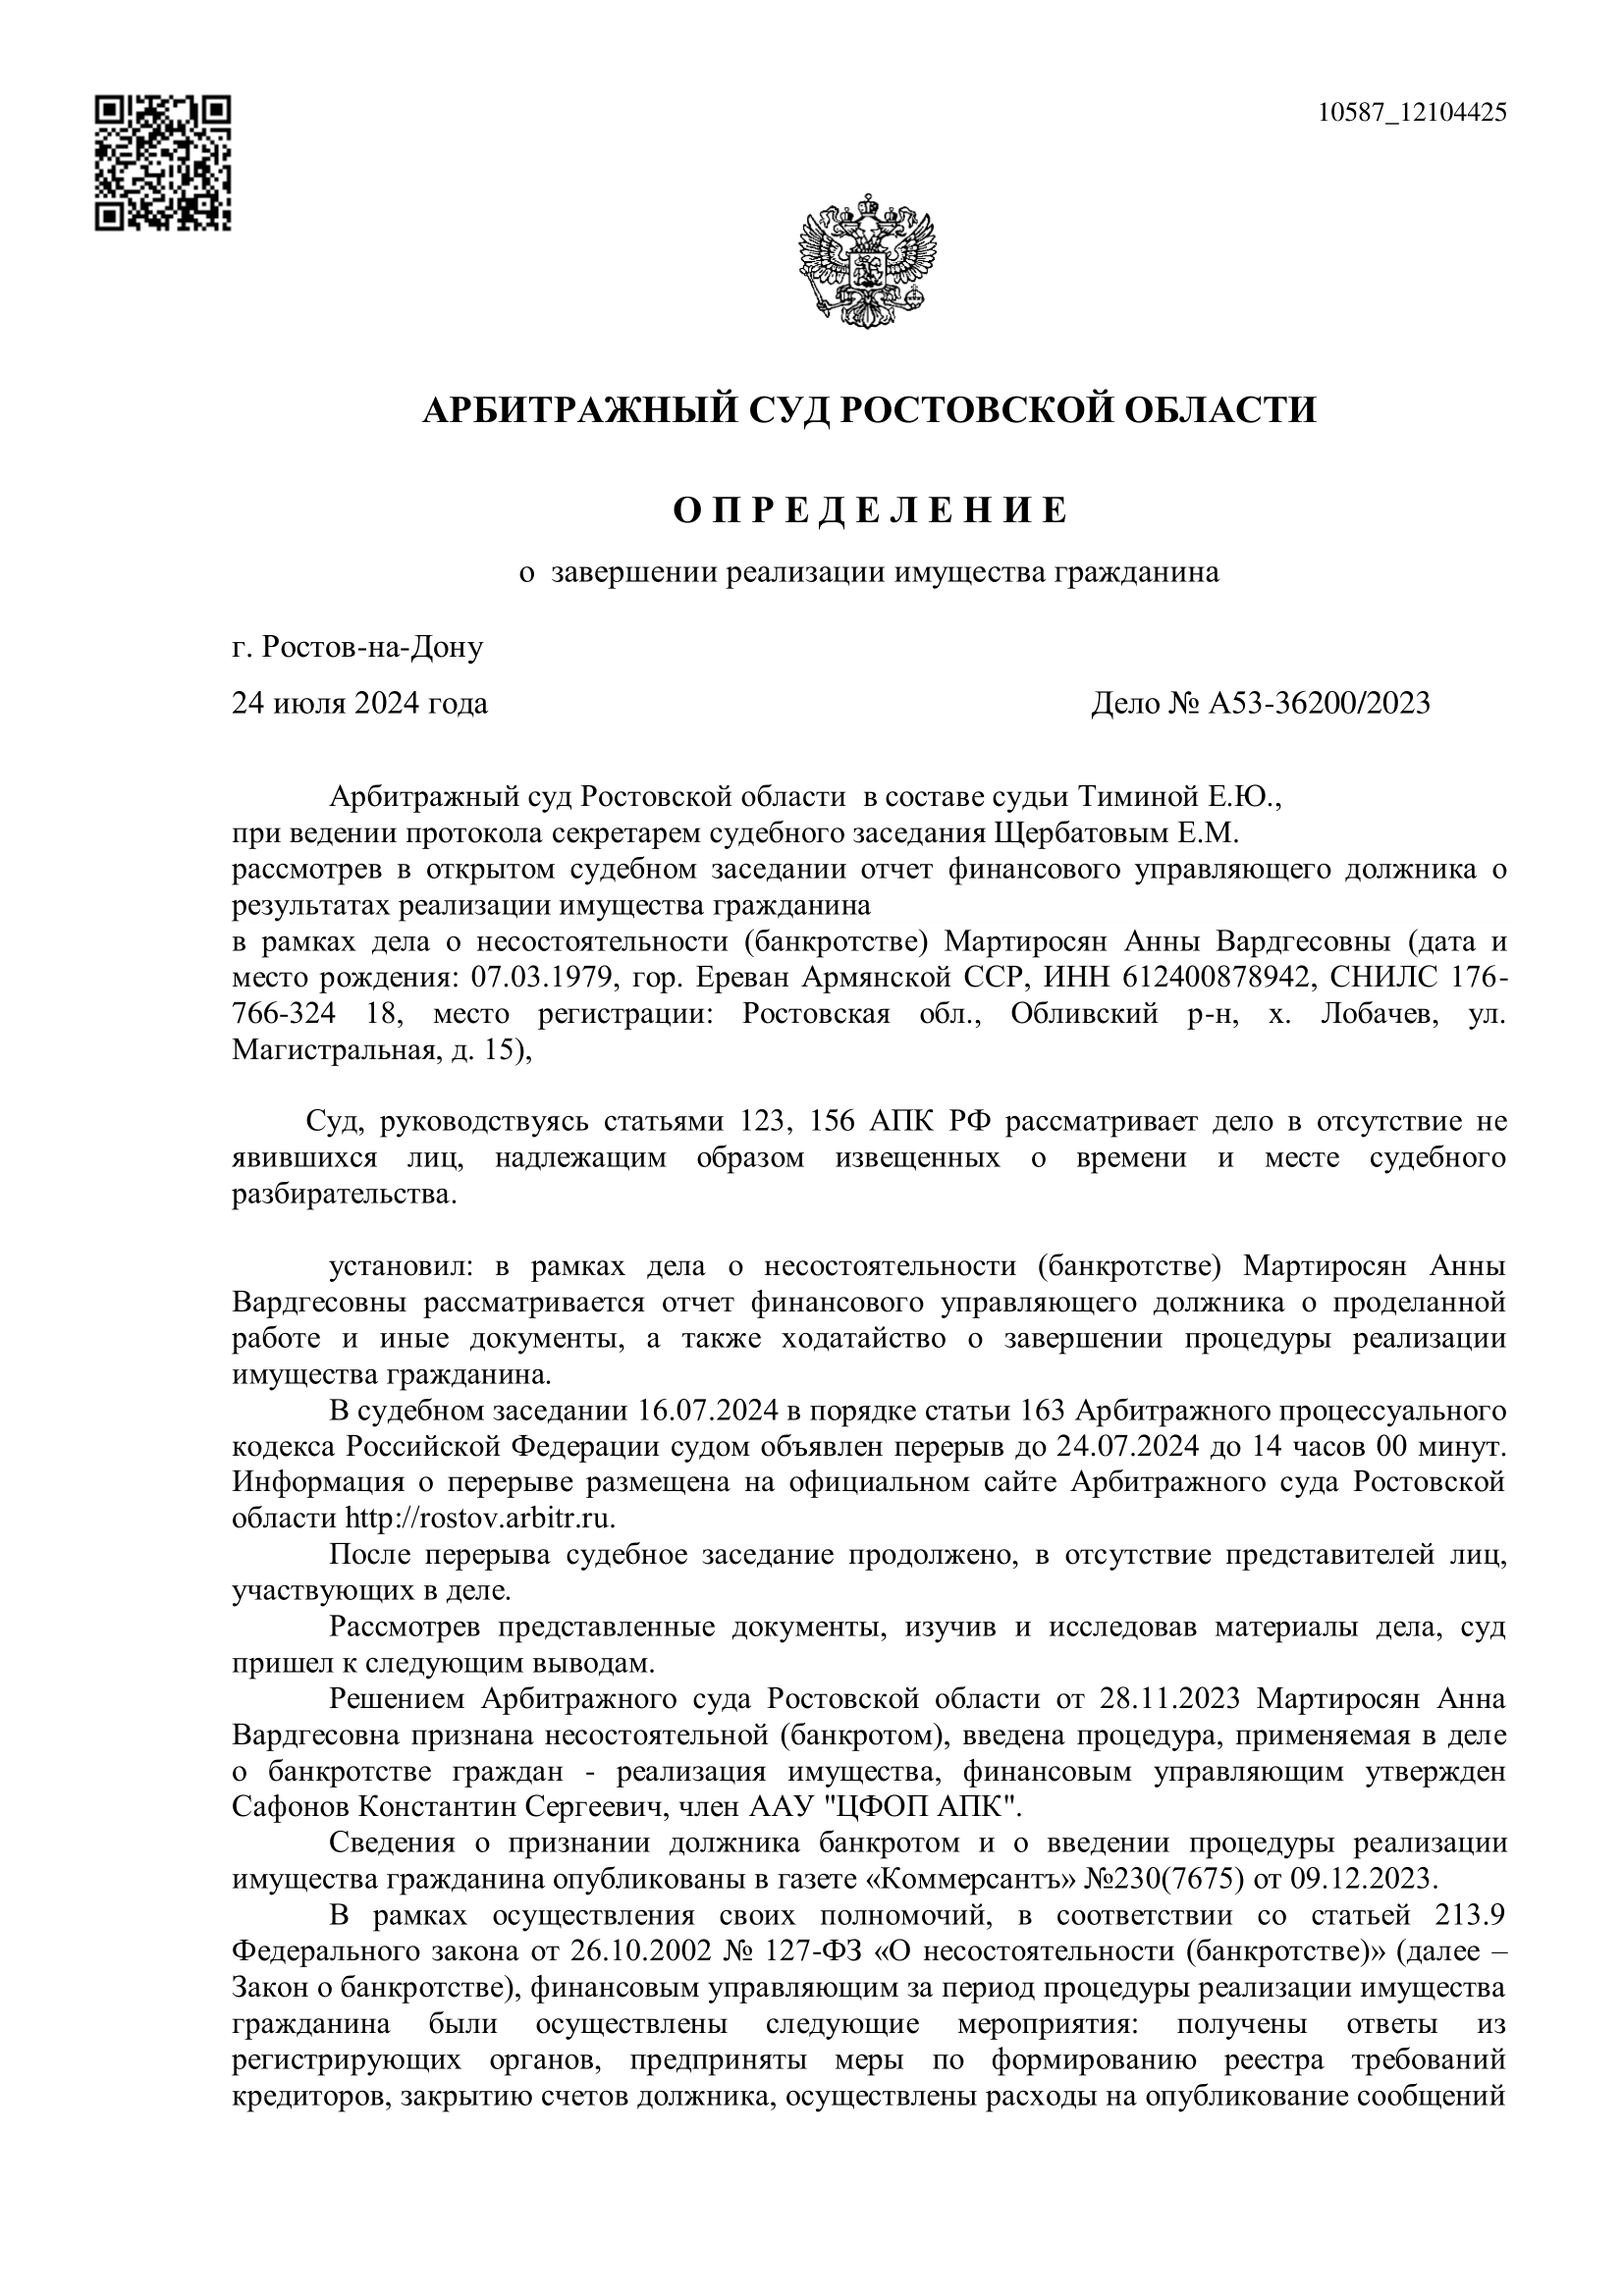 10587_12104425
АРБИТРАЖНЫЙ СУД РОСТОВСКОЙ ОБЛАСТИ
О П Р Е Д Е Л Е Н И Е
о  завершении реализации имущества гражданина
г. Ростов-на-Дону
24 июля 2024 года Дело № А53-36200/2023
Арбитражный суд Ростовской области  в составе судьи Тиминой Е.Ю.,
при ведении протокола секретарем судебного заседания Щербатовым Е.М.
рассмотрев в открытом судебном заседании отчет финансового управляющего должника о
результатах реализации имущества гражданина
в рамках дела о несостоятельности (банкротстве) Мартиросян Анны Вардгесовны (дата и
место рождения: 07.03.1979, гор. Ереван Армянской ССР, ИНН 612400878942, СНИЛС 176-
766-324 18, место регистрации: Ростовская обл., Обливский р-н, х. Лобачев, ул.
Магистральная, д. 15),
Суд, руководствуясь статьями 123, 156 АПК РФ рассматривает дело в отсутствие не
явившихся лиц, надлежащим образом извещенных о времени и месте судебного
разбирательства.
установил: в рамках дела о несостоятельности (банкротстве) Мартиросян Анны
Вардгесовны рассматривается отчет финансового управляющего должника о проделанной
работе и иные документы, а также ходатайство о завершении процедуры реализации
имущества гражданина.
В судебном заседании 16.07.2024 в порядке статьи 163 Арбитражного процессуального
кодекса Российской Федерации судом объявлен перерыв до 24.07.2024 до 14 часов 00 минут.
Информация о перерыве размещена на официальном сайте Арбитражного суда Ростовской
области http://rostov.arbitr.ru.
После перерыва судебное заседание продолжено, в отсутствие представителей лиц,
участвующих в деле.
Рассмотрев представленные документы, изучив и исследовав материалы дела, суд
пришел к следующим выводам.
Решением Арбитражного суда Ростовской области от 28.11.2023 Мартиросян Анна
Вардгесовна признана несостоятельной (банкротом), введена процедура, применяемая в деле
о банкротстве граждан - реализация имущества, финансовым управляющим утвержден
Сафонов Константин Сергеевич, член ААУ "ЦФОП АПК".
Сведения о признании должника банкротом и о введении процедуры реализации
имущества гражданина опубликованы в газете «Коммерсантъ» №230(7675) от 09.12.2023.
В рамках осуществления своих полномочий, в соответствии со статьей 213.9
Федерального закона от 26.10.2002 № 127-ФЗ «О несостоятельности (банкротстве)» (далее –
Закон о банкротстве), финансовым управляющим за период процедуры реализации имущества
гражданина были осуществлены следующие мероприятия: получены ответы из
регистрирующих органов, предприняты меры по формированию реестра требований
кредиторов, закрытию счетов должника, осуществлены расходы на опубликование сообщений